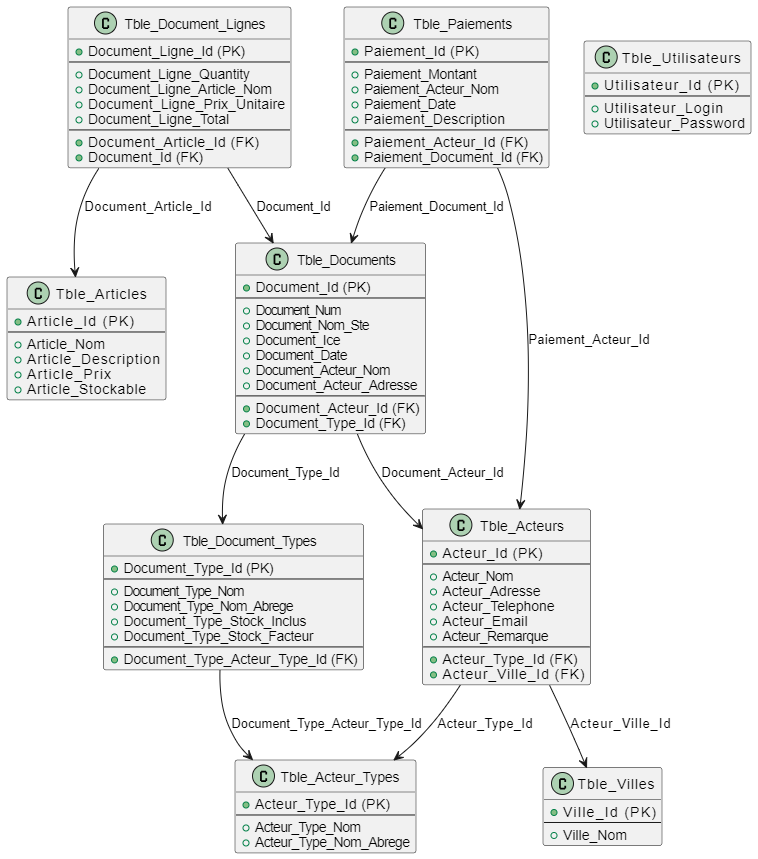 C Tble_Document_Lignes
Document_Ligne_Id (PK)
Document_Ligne_Quantity
Document_Ligne_Article_Nom
Document_Ligne_Prix_Unitaire
Document_Ligne_Total
Document_Article_Id (FK)
Document_Id (FK)
C Tble_Paiements
Paiement_Id (PK)
Paiement_Montant
Paiement_Acteur_Nom
Paiement_Date
Paiement_Description
Paiement_Acteur_Id (FK)
Paiement_Document_Id (FK)
C Tble_Utilisateurs
Utilisateur_Id (PK)
Utilisateur_Login
Utilisateur_Password
Document_Article_Id
Document_Id
Paiement_Document_Id
C Tble_Articles
Article_Id (PK)
Article_Nom
Article_Description
Article_Prix
Article_Stockable
C Tble_Documents
Document_Id (PK)
Document_Num
Document_Nom_Ste
Document_Ice
Document_Date
Document_Acteur_Nom
Document_Acteur_Adresse
Document_Acteur_Id (FK)
Document_Type_Id (FK)
Paiement_Acteur_Id
Document_Type_Id
Document_Acteur_Id
C Tble_Document_Types
Document_Type_Id (PK)
Document_Type_Nom
Document_Type_Nom_Abrege
Document_Type_Stock_Inclus
Document_Type_Stock_Facteur
Document_Type_Acteur_Type_Id (FK)
C Tble_Acteurs
Acteur_Id (PK)
Acteur_Nom
Acteur_Adresse
Acteur_Telephone
Acteur_Email
Acteur_Remarque
Acteur_Type_Id (FK)
Acteur_Ville_Id (FK)
Document_Type_Acteur_Type_Id
Acteur_Type_Id
Acteur_Ville_Id
C Tble_Acteur_Types
Acteur_Type_Id (PK)
Acteur_Type_Nom
Acteur_Type_Nom_Abrege
C Tble_Villes
Ville_Id (PK)
Ville_Nom